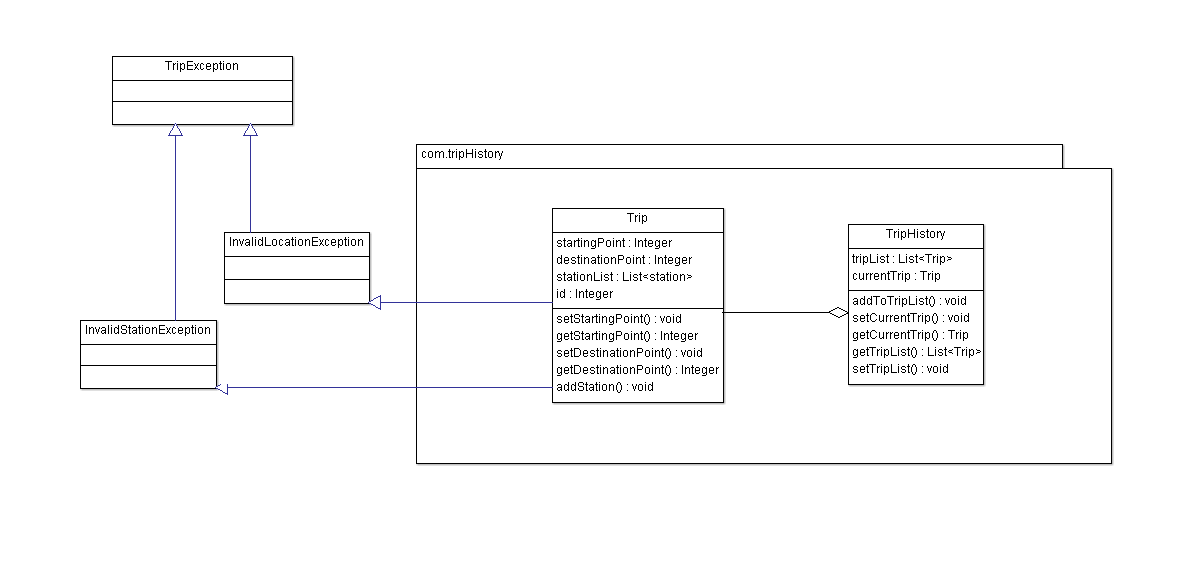 TripException
com.tripHistory
InvalidLocationException
InvalidStationException
Trip
startingPoint : Integer
destinationPoint : Integer
stationList : List<station>
id : Integer
setStartingPoint() : void
getStartingPoint() : Integer
setDestinationPoint() : void
getDestinationPoint() : Integer
addStation() : void
TripHistory
tripList : List<Trip>
currentTrip : Trip
addToTripList() : void
setCurrentTrip() : void
getCurrentTrip() : Trip
getTripList() : List<Trip>
setTripList() : void